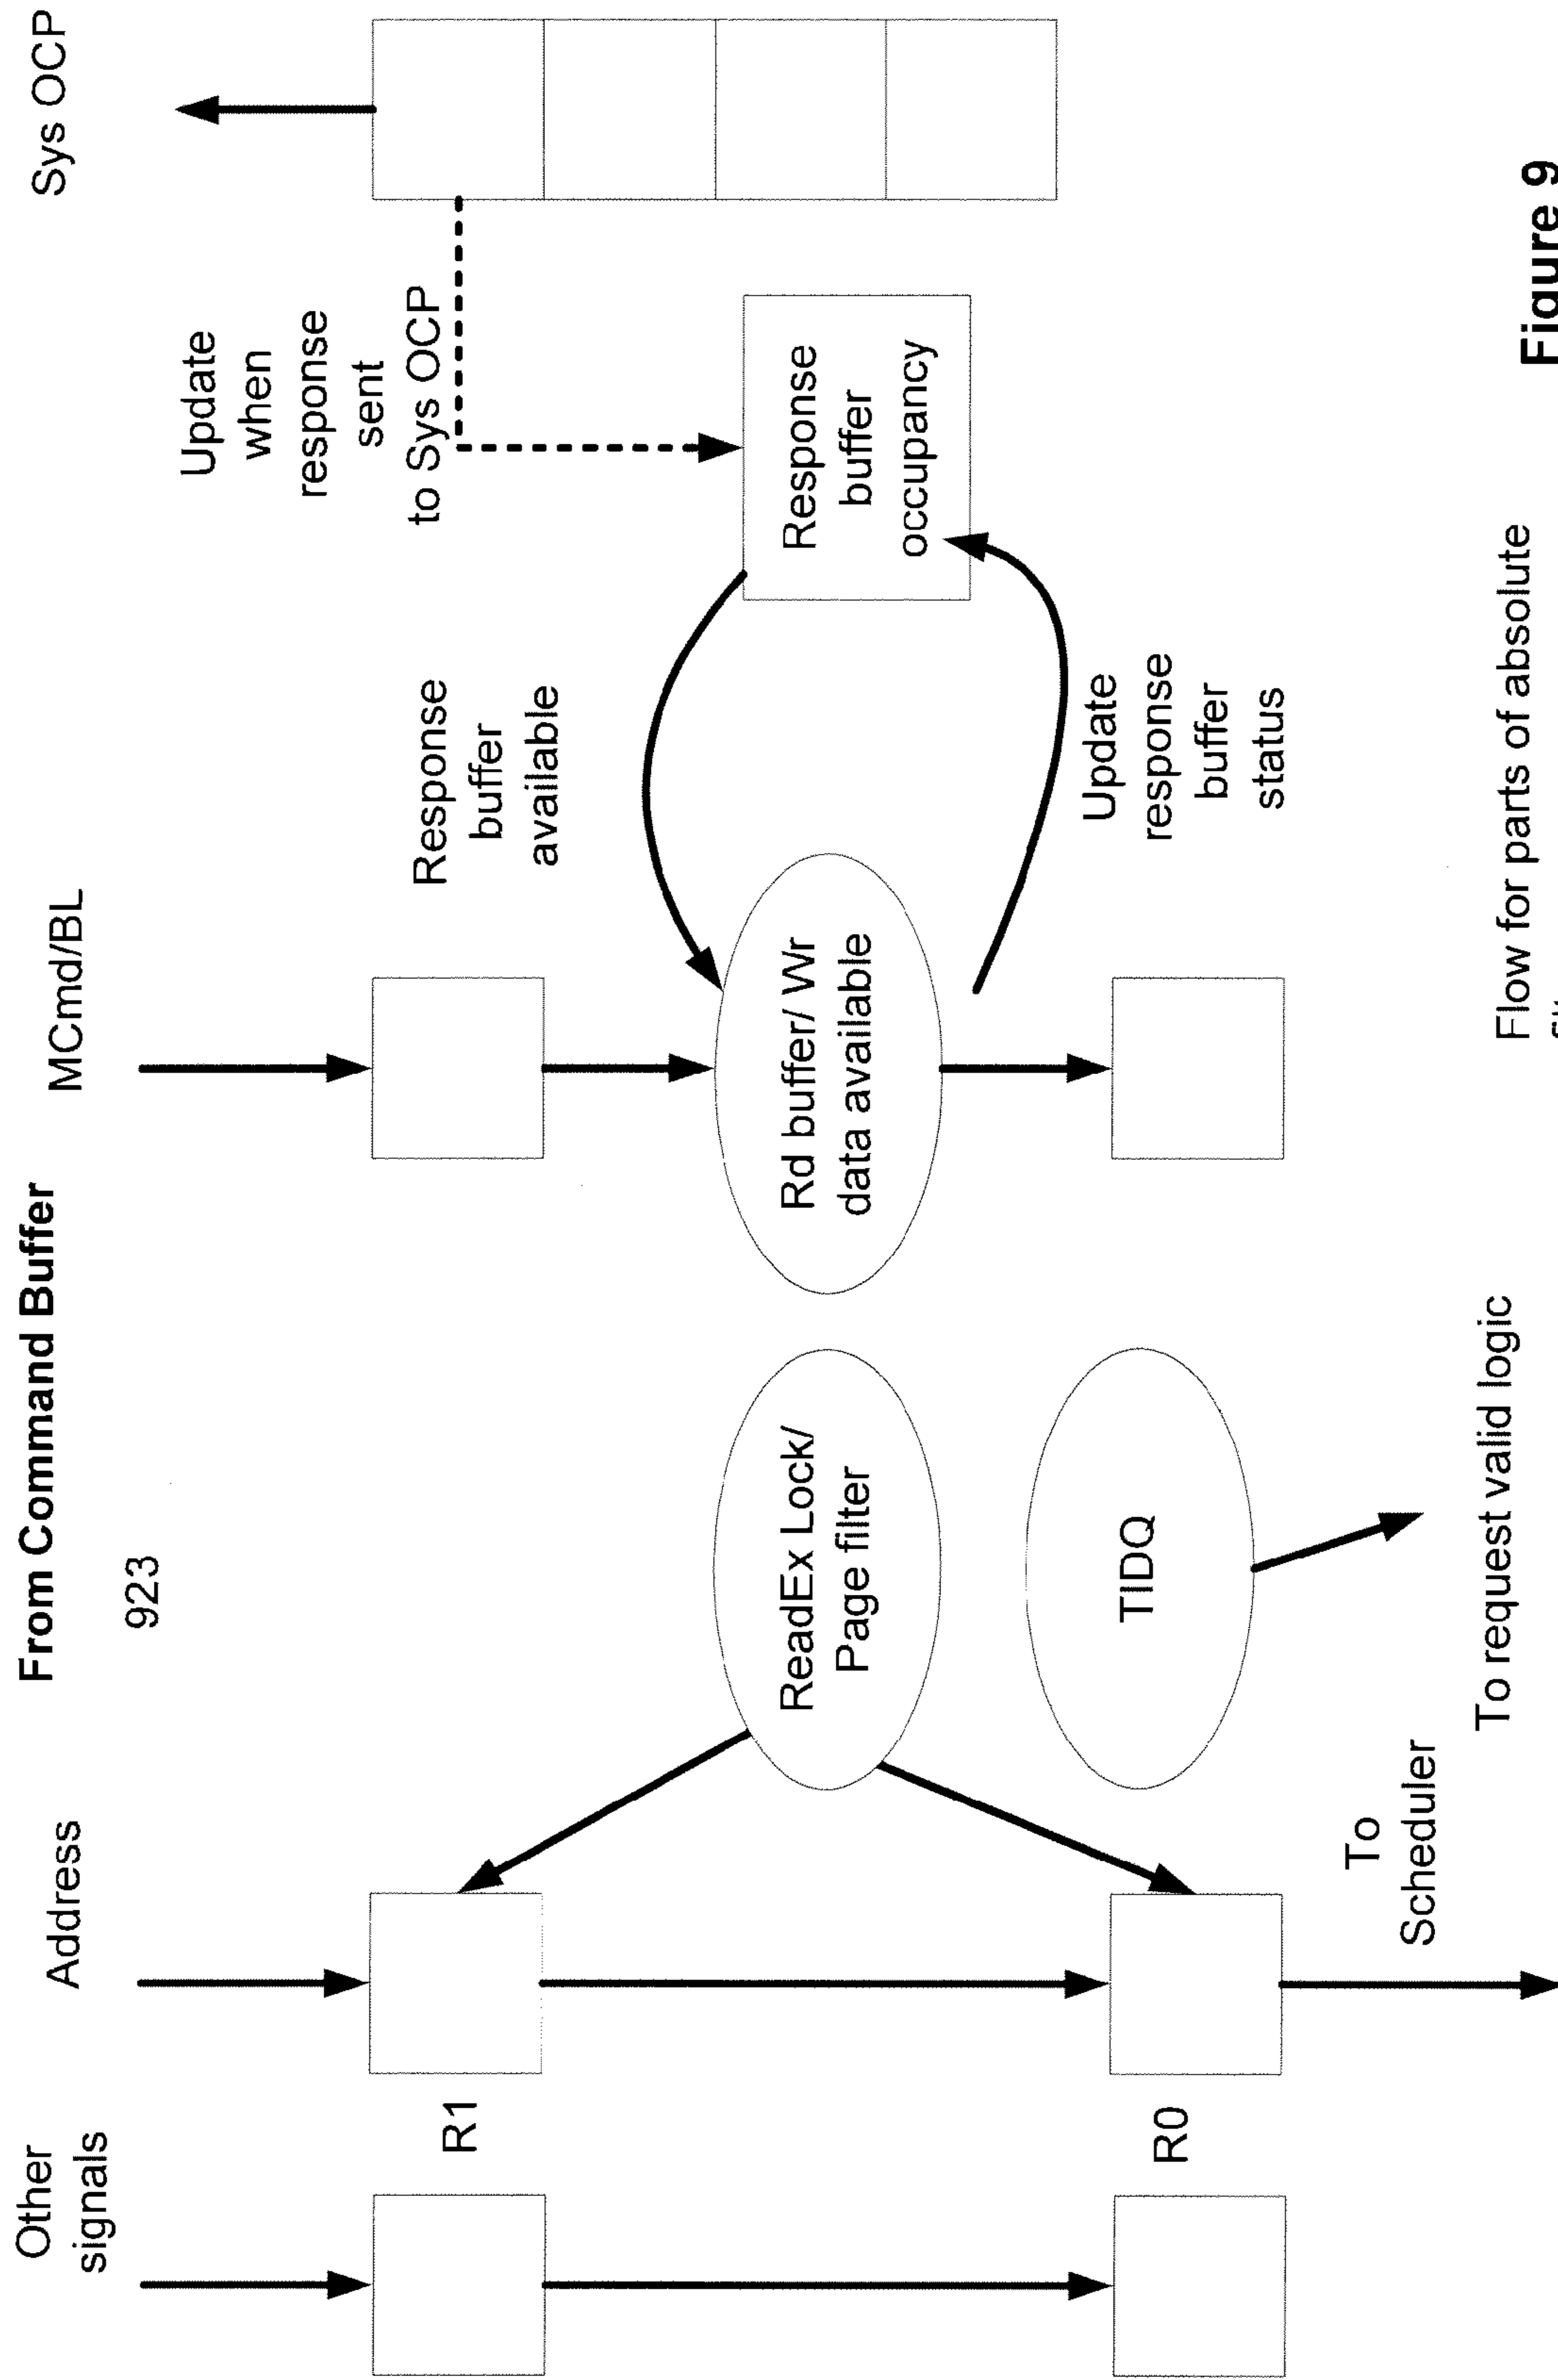 From Command Buffer
Other
signals
Address
MCmd/BL
Sys OCP
923
Update
when
response
sent
to Sys OCP
R1
Response
buffer
available
ReadEx Lock/
Page filter
Rd buffer/ Wr
data available
Response
buffer
occupancy
TIDQ
R0
Update
response
buffer
status
To
Scheduler
To request valid logic
Flow for parts of absolute
Figure 9